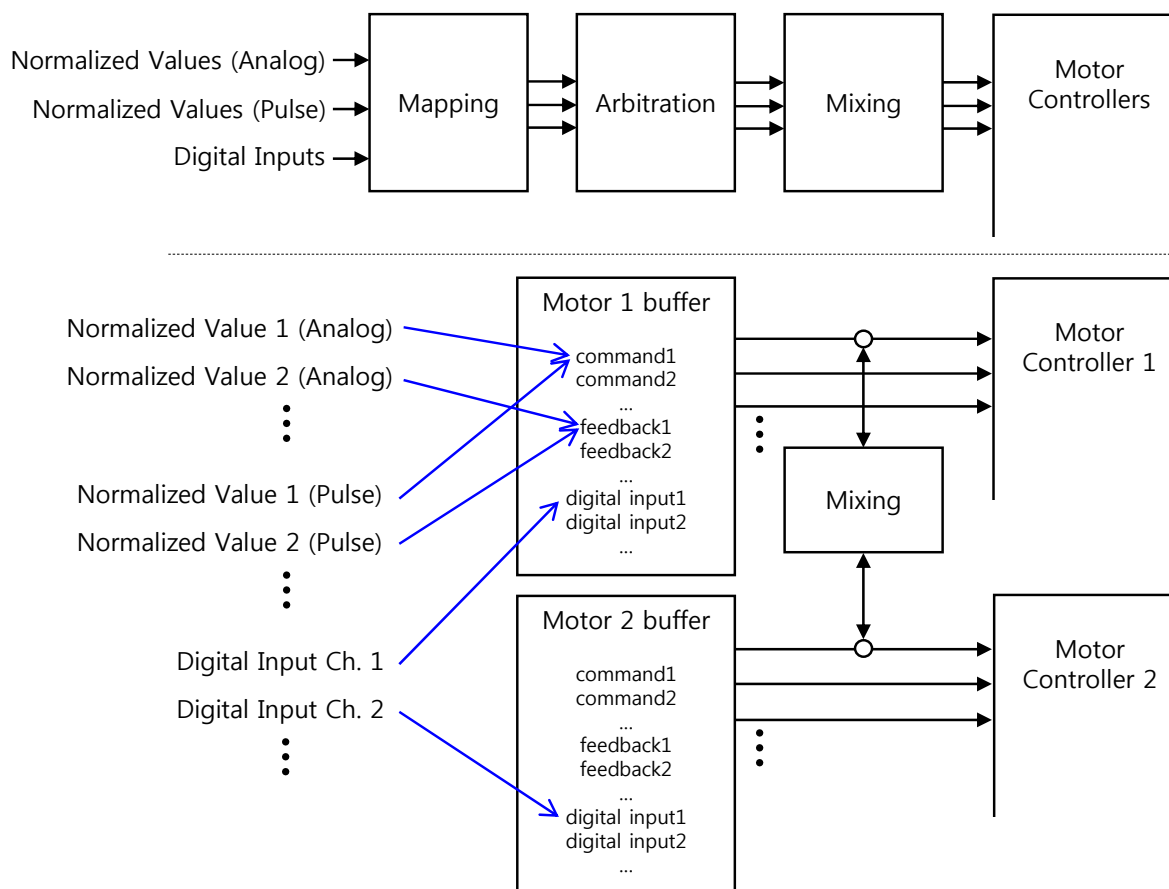 Normalized Values (Analog)
Normalized Values (Pulse)
Digital Inputs
Mapping
Arbitration
Mixing
Motor
Controllers
Normalized Value 1 (Analog)
Normalized Value 2 (Analog)
Normalized Value 1 (Pulse)
Normalized Value 2 (Pulse)
Digital Input Ch. 1
Digital Input Ch. 2
Motor 1 buffer
command1
command2
...
feedback1
feedback2
...
digital input1
digital input2
...
Motor 2 buffer
command1
command2
...
feedback1
feedback2
...
digital input1
digital input2
...
Mixing
Motor
Controller 1
Motor
Controller 2